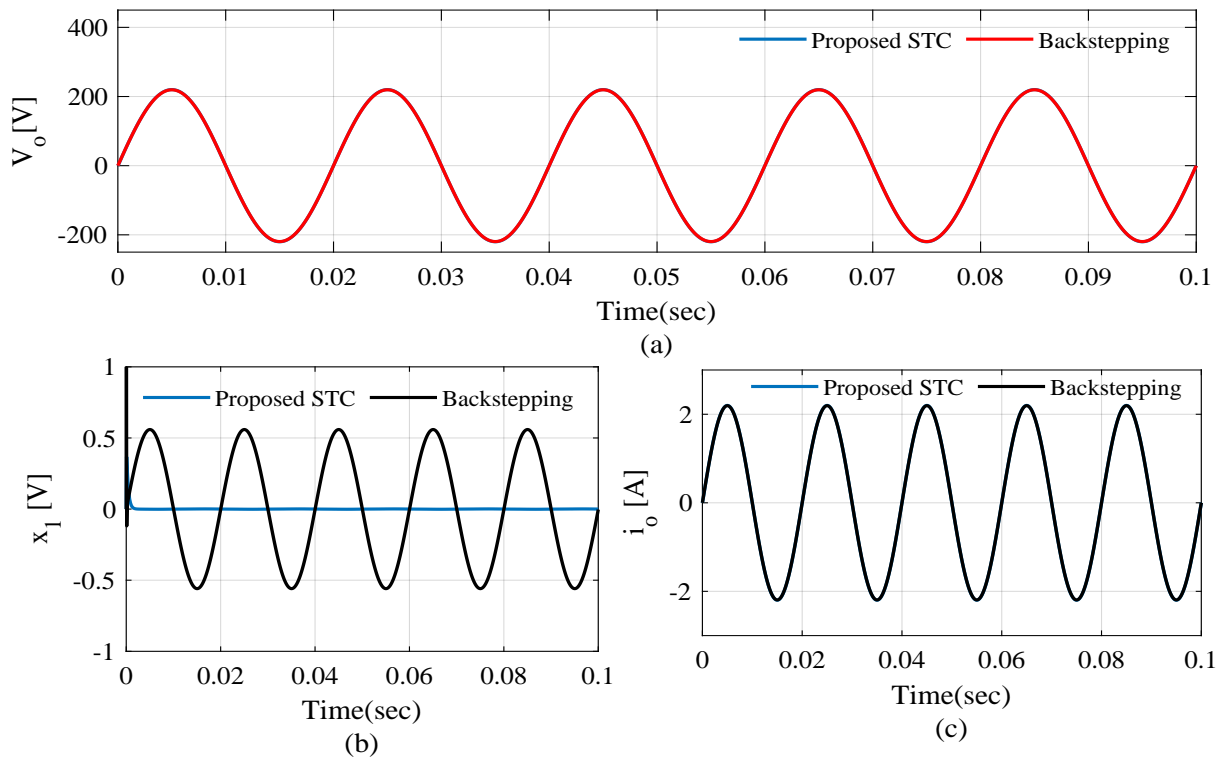 400
Proposed STC Backstepping
200
V_o [V]
0
-200
0 0.01 0.02 0.03 0.04 0.05 0.06 0.07 0.08 0.09 0.1
Time(sec)
(a)
1
Proposed STC Backstepping
0.5
x_1 [V]
0
-0.5
-1
0 0.02 0.04 0.06 0.08 0.1
Time(sec)
(b)
Proposed STC Backstepping
2
i_o [A]
0
-2
0 0.02 0.04 0.06 0.08 0.1
Time(sec)
(c)